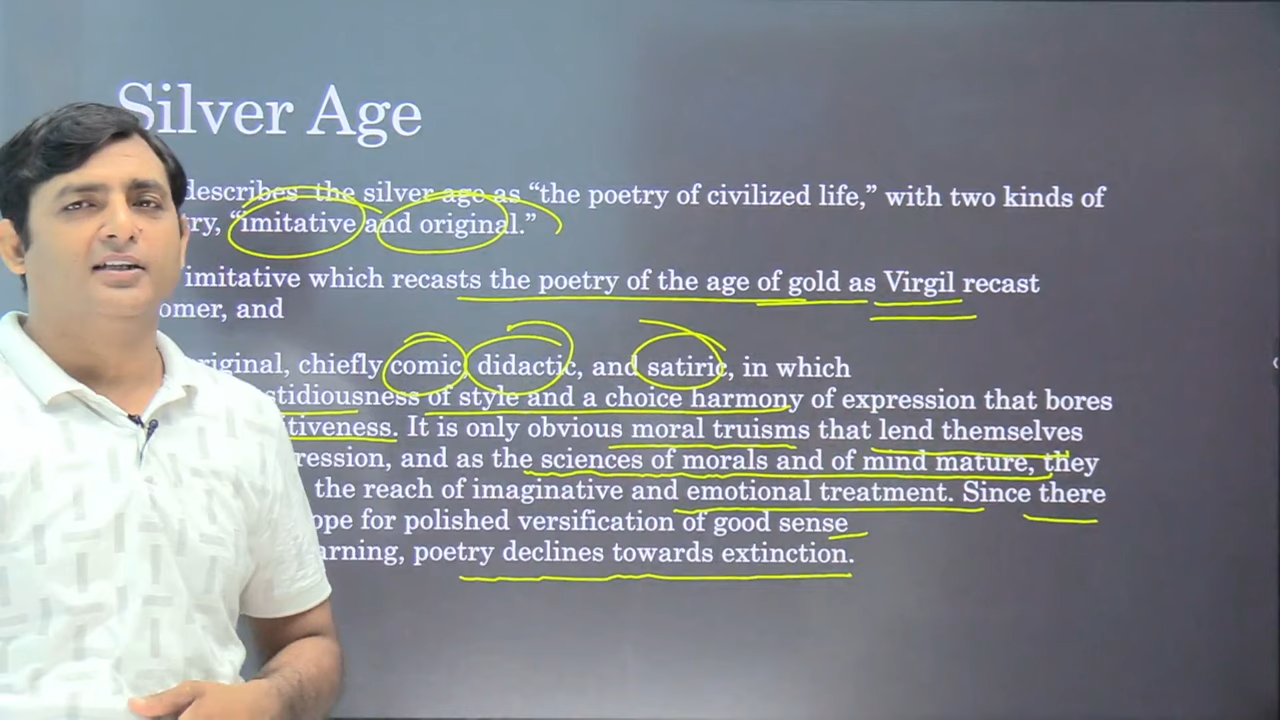 Silver Age
describes the silver age as “the poetry of civilized life,” with two kinds of
“imitative and original.”
imitative which recasts the poetry of the age of gold as Virgil recast
and
chiefly comic, didactic, and satiric, in which
of style and a choice harmony of expression that bores
It is only obvious moral truisms that lend themselves
and as the sciences of morals and of mind mature, they
the reach of imaginative and emotional treatment. Since there
for polished versification of good sense
poetry declines towards extinction.